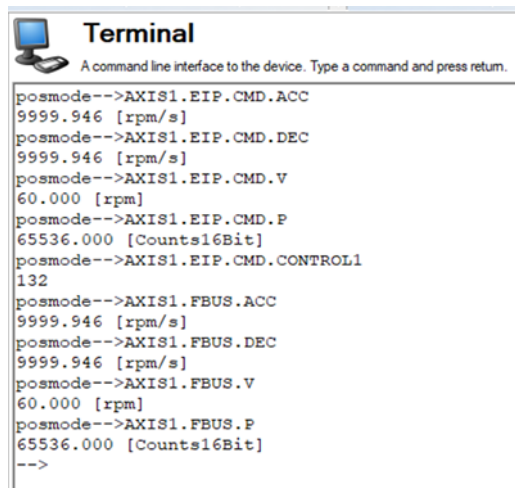 Terminal
A command line interface to the device. Type a command and press return.
posmode-->AXIS1.EIP.CMD.ACC
9999.946 [rpm/s]
posmode-->AXIS1.EIP.CMD.DEC
9999.946 [rpm/s]
posmode-->AXIS1.EIP.CMD.V
60.000 [rpm]
posmode-->AXIS1.EIP.CMD.P
65536.000 [Counts16Bit]
posmode-->AXIS1.EIP.CMD.CONTROL1
132
posmode-->AXIS1.FBUS.ACC
9999.946 [rpm/s]
posmode-->AXIS1.FBUS.DEC
9999.946 [rpm/s]
posmode-->AXIS1.FBUS.V
60.000 [rpm]
posmode-->AXIS1.FBUS.P
65536.000 [Counts16Bit]
-->